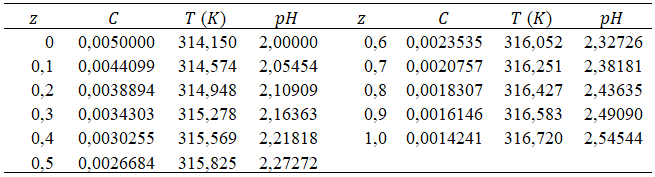 z C T (K) pH z C T (K) pH
0 0,0050000 314,150 2,00000 0,6 0,0023535 316,052 2,32726
0,1 0,0044099 314,574 2,05454 0,7 0,0020757 316,251 2,38181
0,2 0,0038894 314,948 2,10909 0,8 0,0018307 316,427 2,43635
0,3 0,0034303 315,278 2,16363 0,9 0,0016146 316,583 2,49090
0,4 0,0030255 315,569 2,21818 1,0 0,0014241 316,720 2,54544
0,5 0,0026684 315,825 2,27272